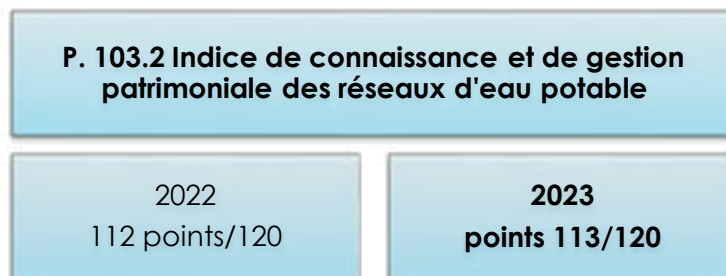 P. 103.2 Indice de connaissance et de gestion
patrimoniale des réseaux d'eau potable
2022
112 points/120
2023
points 113/120